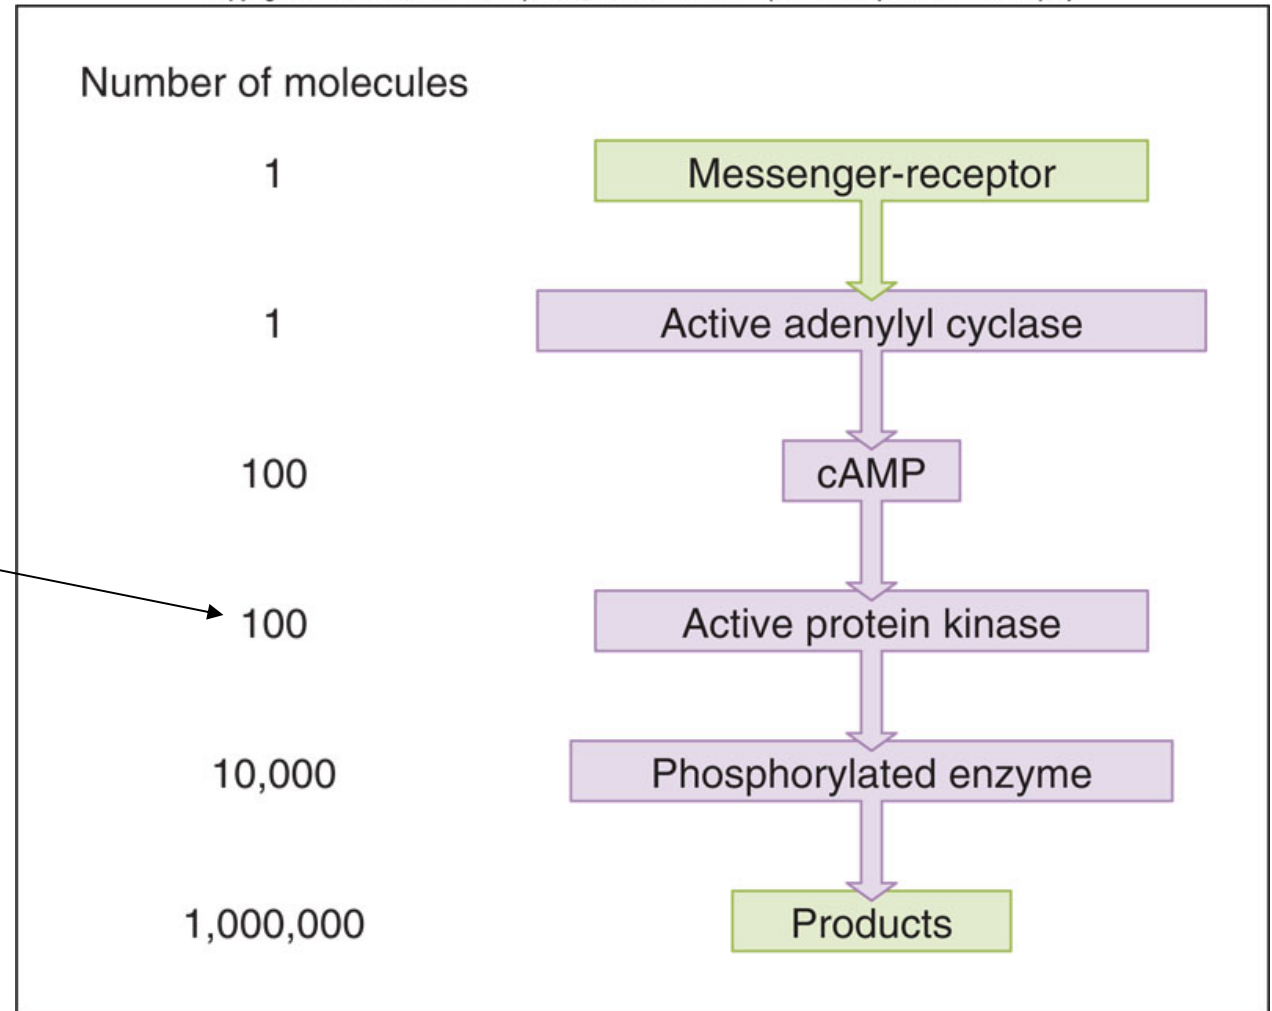 Number of molecules
1 Messenger-receptor
1 Active adenylyl cyclase
100 cAMP
100 Active protein kinase
10,000 Phosphorylated enzyme
1,000,000 Products